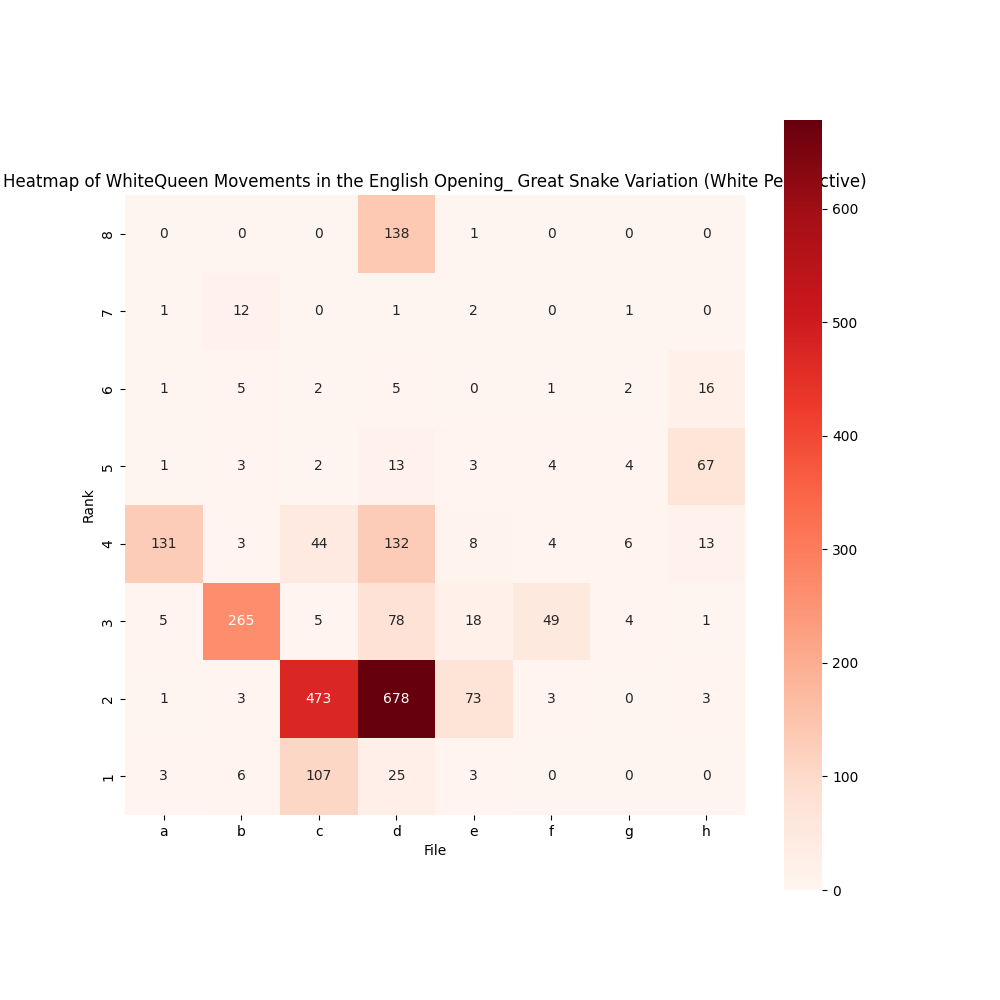 Heatmap of WhiteQueen Movements in the English Opening_ Great Snake Variation (White Pe ctive)
600
8 0 0 0 138 1 0 0 0
7 1 12 0 1 2 0 1 0
500
6 1 5 2 5 0 1 2 16
400
5 1 3 2 13 3 4 4 67
Rank
4 131 3 44 132 8 4 6 13
300
3 5 265 5 78 18 49 4 1
200
2 1 3 473 678 73 3 0 3
1 3 6 107 25 3 0 0 0
100
a b c d e f g h
File
0